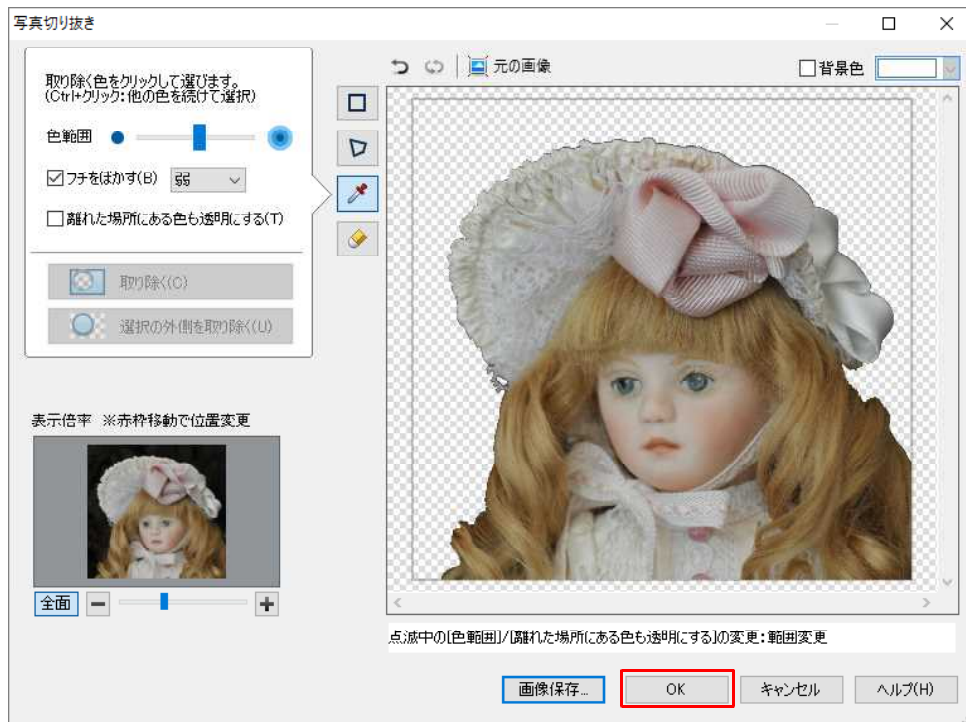 写真切り抜き
取り除く色をクリックして選びます。
(Ctrl+クリック:他の色を続けて選択)
色範囲
フチをぼかす(B)
弱
離れた場所にある色も透明にする(T)
取り除く(C)
選択の外側を取り除く(U)
表示倍率 ※赤枠移動で位置変更
全面
元の画像
背景色
点滅中の[色範囲]/[離れた場所にある色も透明にする]の変更:範囲変更
画像保存...
OK
キャンセル
ヘルプ(H)